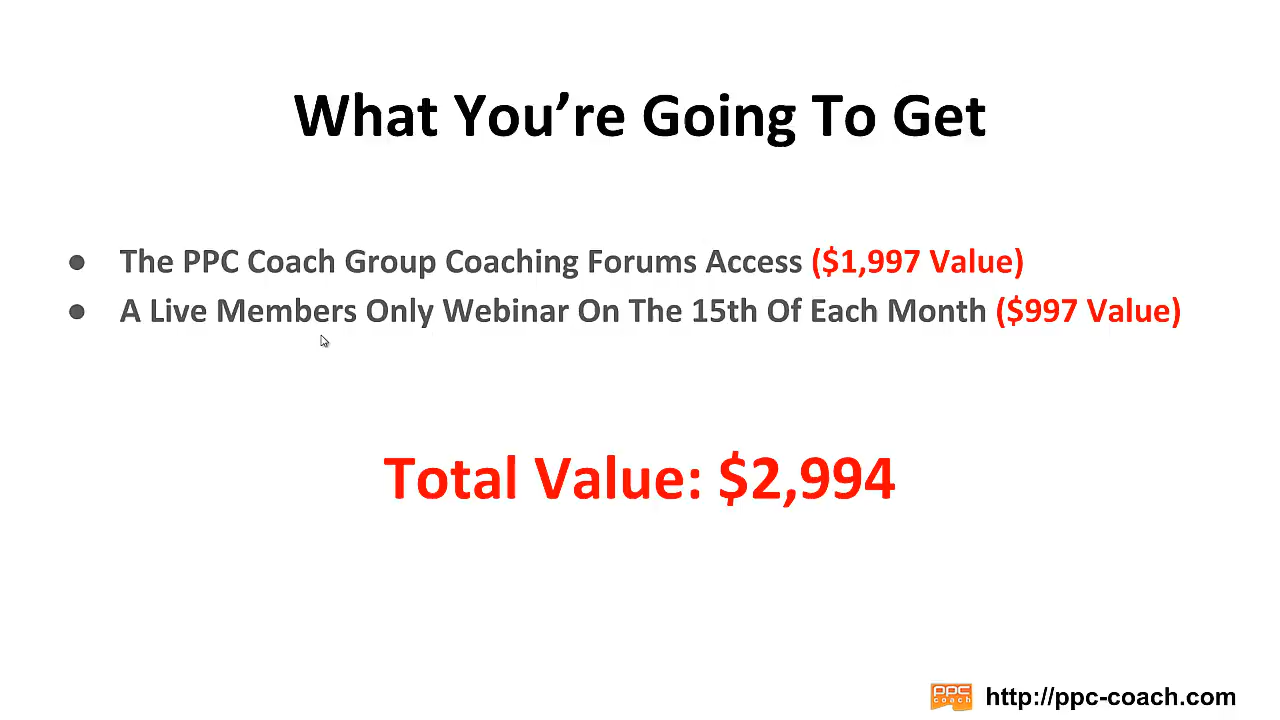 What You're Going To Get
● The PPC Coach Group Coaching Forums Access ($1,997 Value)
● A Live Members Only Webinar On The 15th Of Each Month ($997 Value)
Total Value: $2,994
PPC
coach
http://ppc-coach.com